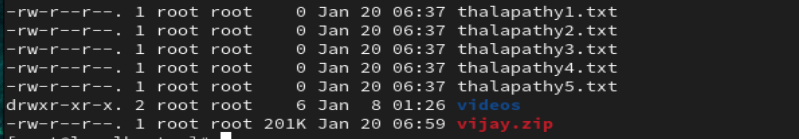 -rw-r--r--. 1 root root    0 Jan 20 06:37 thalapathy1.txt
-rw-r--r--. 1 root root    0 Jan 20 06:37 thalapathy2.txt
-rw-r--r--. 1 root root    0 Jan 20 06:37 thalapathy3.txt
-rw-r--r--. 1 root root    0 Jan 20 06:37 thalapathy4.txt
-rw-r--r--. 1 root root    0 Jan 20 06:37 thalapathy5.txt
drwxr-xr-x. 2 root root    6 Jan  8 01:26 videos
-rw-r--r--. 1 root root 201K Jan 20 06:59 vijay.zip